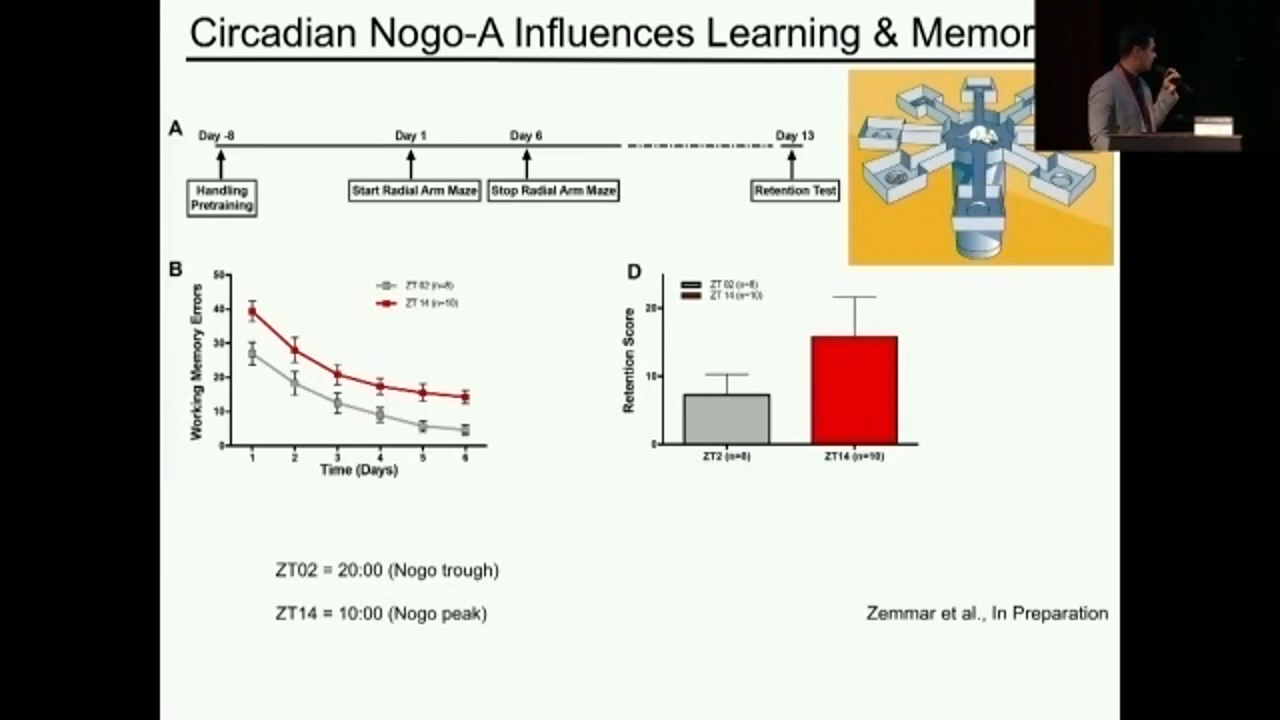 Circadian Nogo-A Influences Learning & Memor
A
Day -8
Day 1
Day 6
Day 13
Handling
Pretraining
Start Radial Arm Maze
Stop Radial Arm Maze
Retention Test
B
Working Memory Errors
50
40
30
20
10
0
ZT 02 (n=8)
ZT 14 (n=10)
1 2 3 4 5 6
Time (Days)
D
Retention Score
20
10
0
ZT 02 (n=8)
ZT 14 (n=10)
ZT2 (n=8)
ZT14 (n=10)
ZT02 = 20:00 (Nogo trough)
ZT14 = 10:00 (Nogo peak)
Zemmar et al., In Preparation